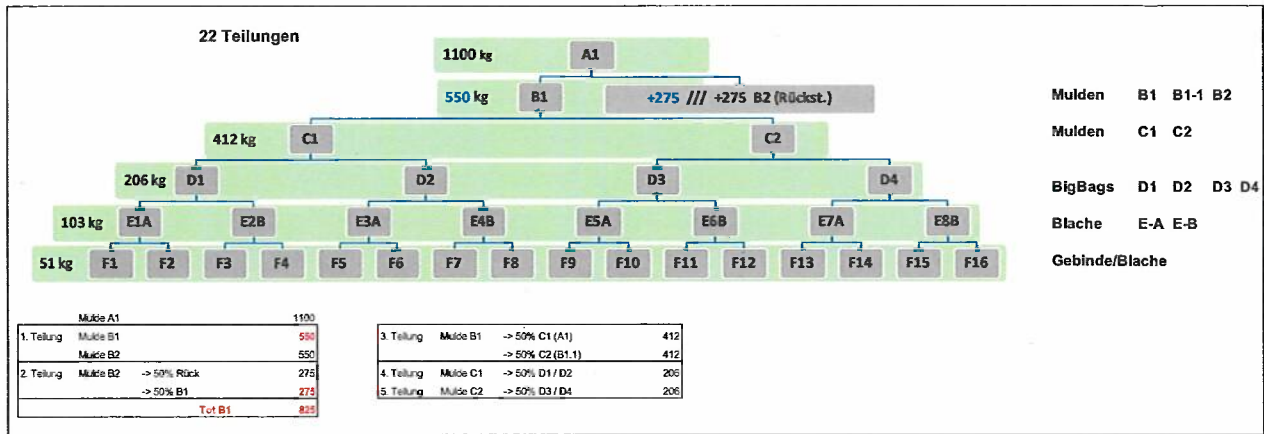 22 Teilungen
1100 kg A1
550 kg B1 +275 /// +275 B2 (Rückst.)
Mulden B1 B1-1 B2
412 kg C1 C2
Mulden C1 C2
206 kg D1 D2 D3 D4
BigBags D1 D2 D3 D4
103 kg E1A E2B E3A E4B E5A E6B E7A E8B
Blache E-A E-B
51 kg F1 F2 F3 F4 F5 F6 F7 F8 F9 F10 F11 F12 F13 F14 F15 F16
Gebinde/Blache
Mulde A1 1100
1. Teilung Mulde B1 550
Mulde B2 550
2. Teilung Mulde B2 -> 50% Rück 275
-> 50% B1 275
Tot B1 825
3. Teilung Mulde B1 -> 50% C1 (A1) 412
-> 50% C2 (B1.1) 412
4. Teilung Mulde C1 -> 50% D1 / D2 206
5. Teilung Mulde C2 -> 50% D3 / D4 206